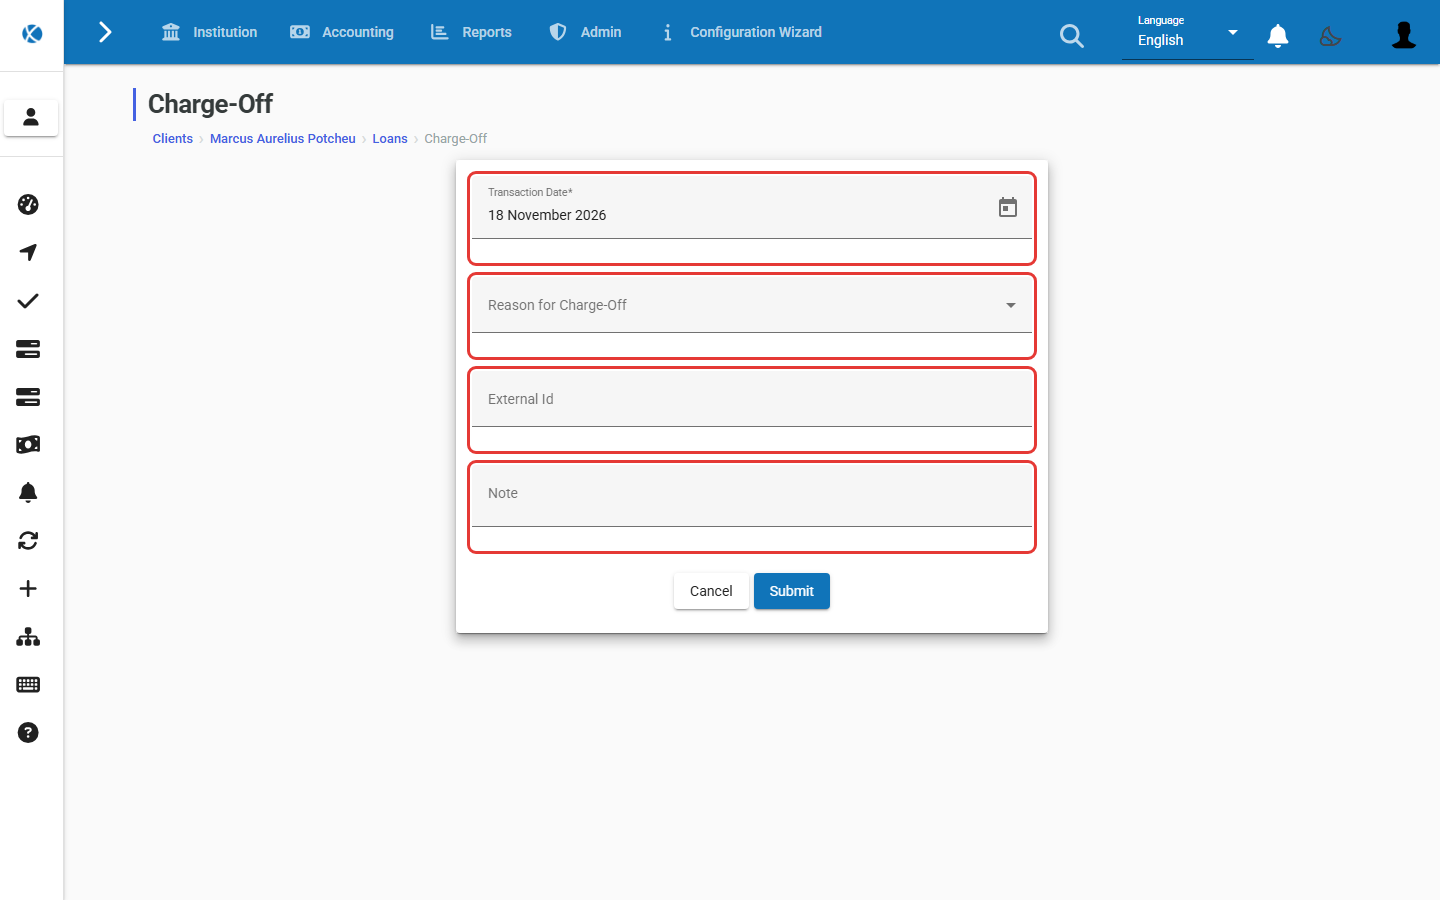 Institution
Accounting
Reports
Admin
Configuration Wizard
Language
English
Charge-Off
Clients › Marcus Aurelius Potcheu › Loans › Charge-Off
Transaction Date*
18 November 2026
Reason for Charge-Off
External Id
Note
Cancel
Submit